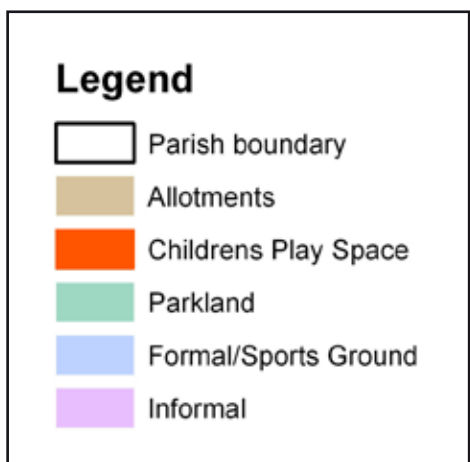 Legend
Parish boundary
Allotments
Childrens Play Space
Parkland
Formal/Sports Ground
Informal